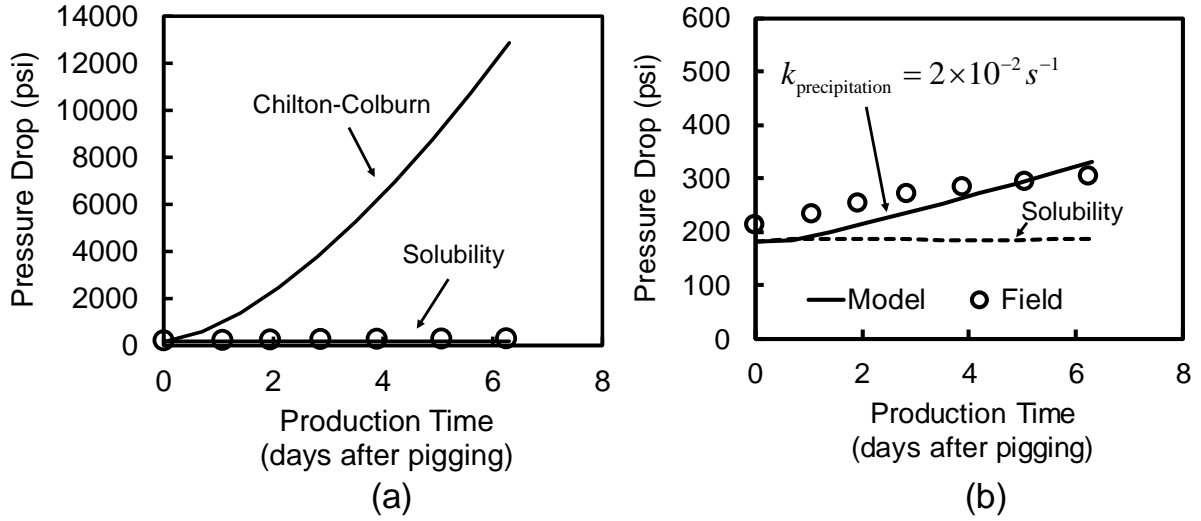 14000
12000
10000
8000
6000
4000
2000
0
Pressure Drop (psi)
Chilton-Colburn
Solubility
0 2 4 6 8
Production Time
(days after pigging)
(a)
600
500
400
300
200
100
0
Pressure Drop (psi)
k_precipitation = 2×10⁻² s⁻¹
Solubility
Model Field
0 2 4 6 8
Production Time
(days after pigging)
(b)